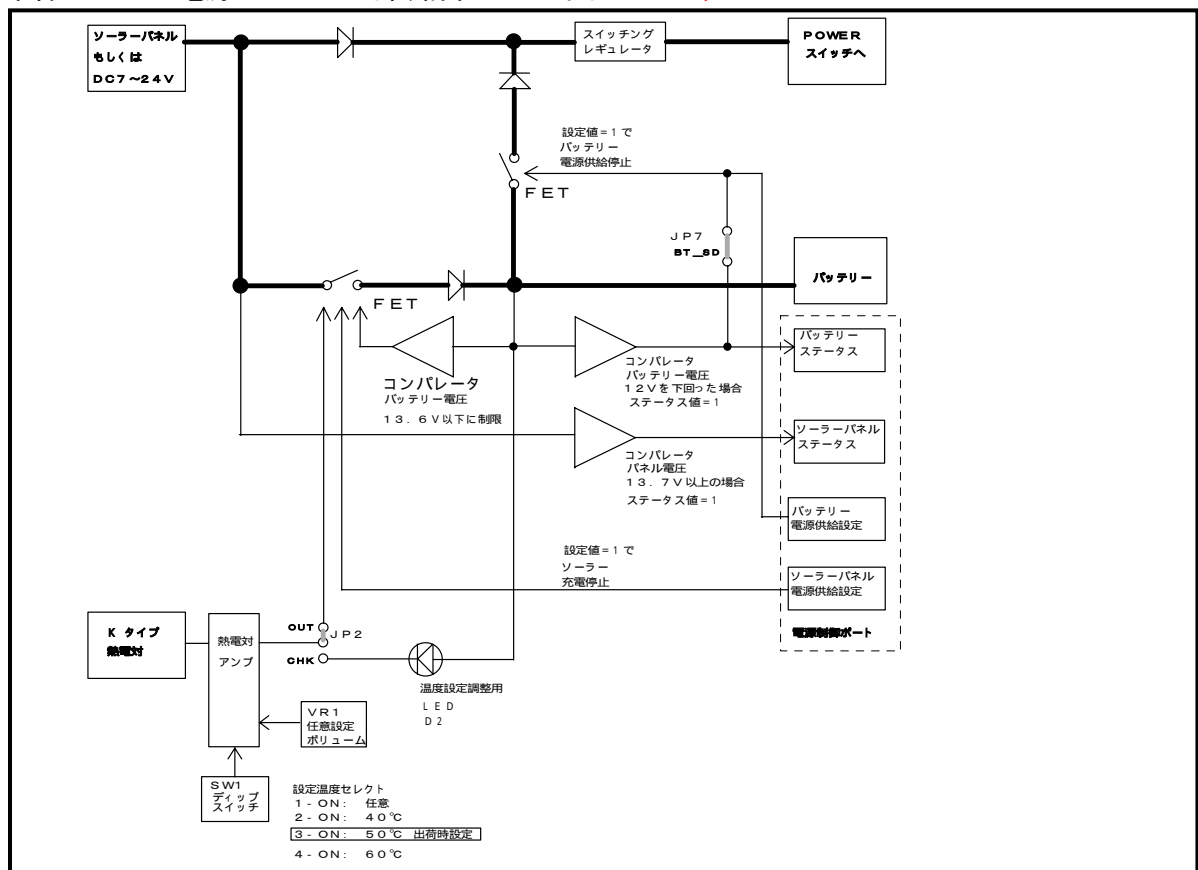 ソーラーパネル
もしくは
DC7~24V
スイッチング
レギュレータ
POWER
スイッチへ
設定値=1で
バッテリー
電源供給停止
FET
JP7
BT_SD
バッテリー
FET
コンパレータ
バッテリー電圧
13.6V以下に制限
コンパレータ
バッテリー電圧
12Vを下回った場合
ステータス値=1
バッテリー
ステータス
コンパレータ
パネル電圧
13.7V以上の場合
ステータス値=1
ソーラーパネル
ステータス
バッテリー
電源供給設定
設定値=1で
ソーラー
充電停止
ソーラーパネル
電源供給設定
電源制御ポート
K タイプ
熱電対
熱電対
アンプ
OUT
JP2
CHK
温度設定調整用
LED
D2
VR1
任意設定
ボリューム
SW1
ディップ
スイッチ
設定温度セレクト
1-ON: 任意
2-ON: 40℃
3-ON: 50℃ 出荷時設定
4-ON: 60℃